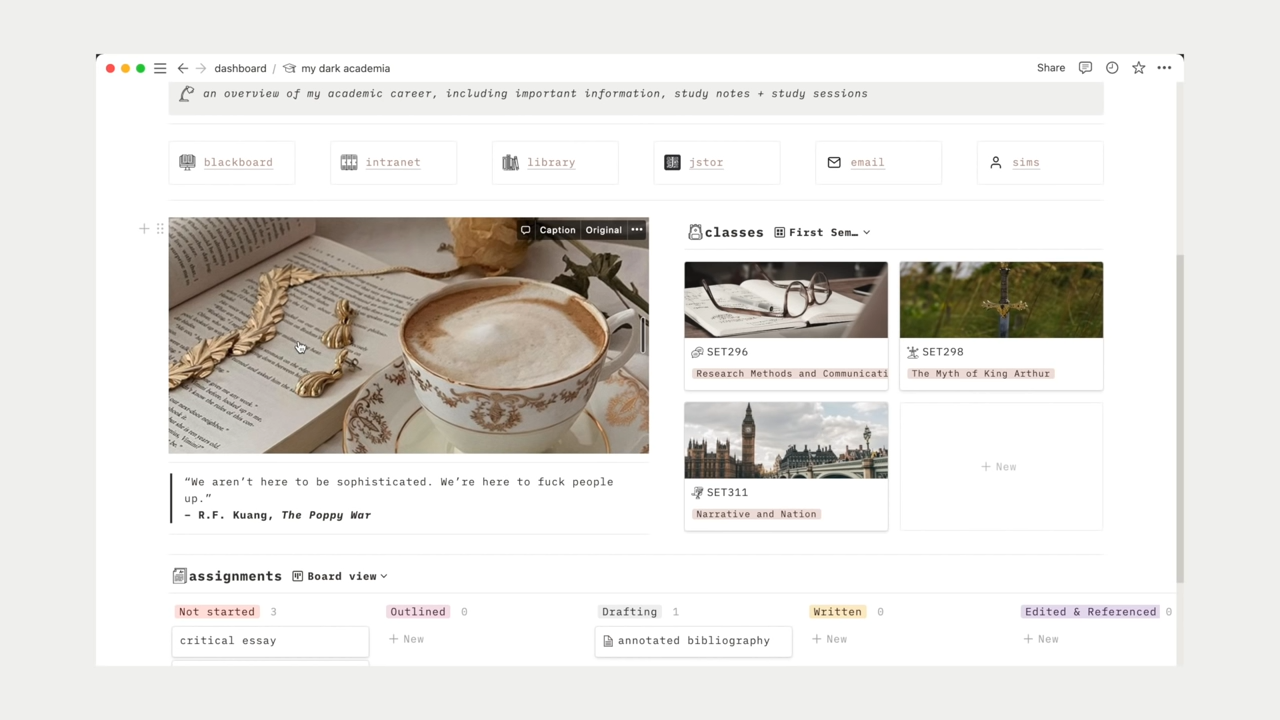 dashboard / my dark academia
Share
an overview of my academic career, including important information, study notes + study sessions
blackboard
intranet
library
jstor
email
sims
Caption Original
classes First Sem…
SET296
Research Methods and Communicati
SET298
The Myth of King Arthur
SET311
Narrative and Nation
+ New
“We aren’t here to be sophisticated. We’re here to fuck people
up.”
– R.F. Kuang, The Poppy War
assignments Board view
Not started 3
Outlined 0
Drafting 1
Written 0
Edited & Referenced 0
critical essay
+ New
annotated bibliography
+ New
+ New